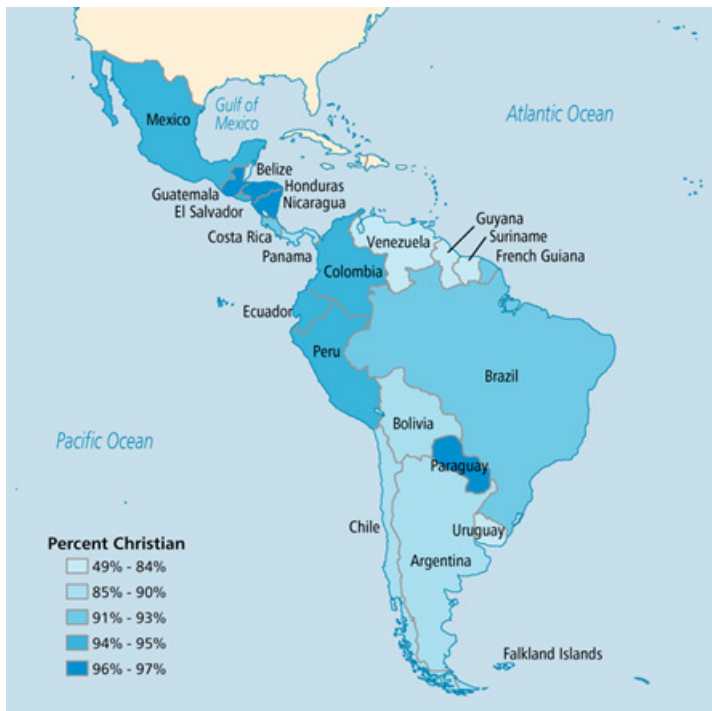 Gulf of
Mexico
Atlantic Ocean
Mexico
Belize
Guatemala
Honduras
El Salvador
Nicaragua
Costa Rica
Panama
Venezuela
Guyana
Suriname
French Guiana
Colombia
Ecuador
Peru
Brazil
Bolivia
Pacific Ocean
Paraguay
Chile
Uruguay
Argentina
Falkland Islands
Percent Christian
49% - 84%
85% - 90%
91% - 93%
94% - 95%
96% - 97%